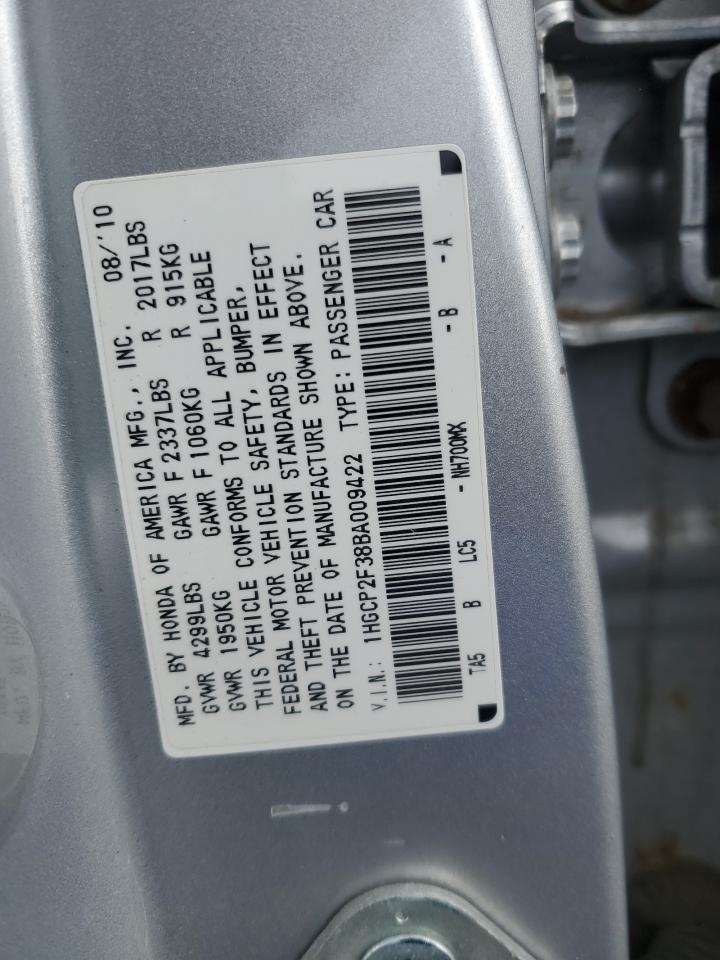 MFD. BY HONDA OF AMERICA MFG., INC. 08/'10
GVWR 4299LBS GAWR F 2337LBS R 2017LBS
GVWR 1950KG GAWR F 1060KG R 915KG
THIS VEHICLE CONFORMS TO ALL APPLICABLE
FEDERAL MOTOR VEHICLE SAFETY, BUMPER,
AND THEFT PREVENTION STANDARDS IN EFFECT
ON THE DATE OF MANUFACTURE SHOWN ABOVE.
V.I.N.: 1HGCP2F38BA009422 TYPE: PASSENGER CAR
TA5 B LC5 - NH700MX - B - A